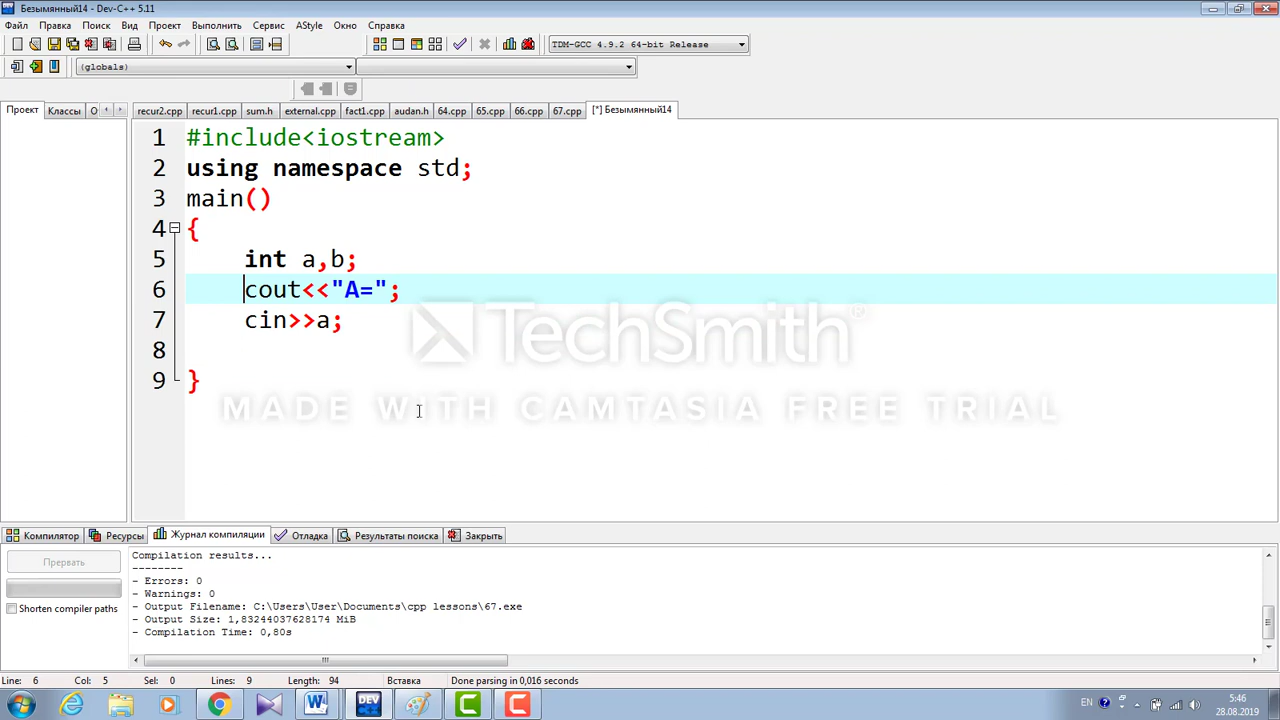 Безымянный14 - Dev-C++ 5.11
Файл Правка Поиск Вид Проект Выполнить Сервис AStyle Окно Справка
TDM-GCC 4.9.2 64-bit Release
(globals)
Проект Классы О recur2.cpp recur1.cpp sum.h external.cpp fact1.cpp audan.h 64.cpp 65.cpp 66.cpp 67.cpp [*] Безымянный14
1 #include<iostream>
2 using namespace std;
3 main()
4 {
5 int a,b;
6 cout<<"A=";
7 cin>>a;
8
9 }
TechSmith®
MADE WITH CAMTASIA FREE TRIAL
Компилятор Ресурсы Журнал компиляции Отладка Результаты поиска Закрыть
Прервать
Shorten compiler paths
Compilation results...
--------
- Errors: 0
- Warnings: 0
- Output Filename: C:\Users\User\Documents\cpp lessons\67.exe
- Output Size: 1,83244037628174 MiB
- Compilation Time: 0,80s
Line: 6 Col: 5 Sel: 0 Lines: 9 Length: 94 Вставка Done parsing in 0,016 seconds
DEV
EN 5:46
28.08.2019